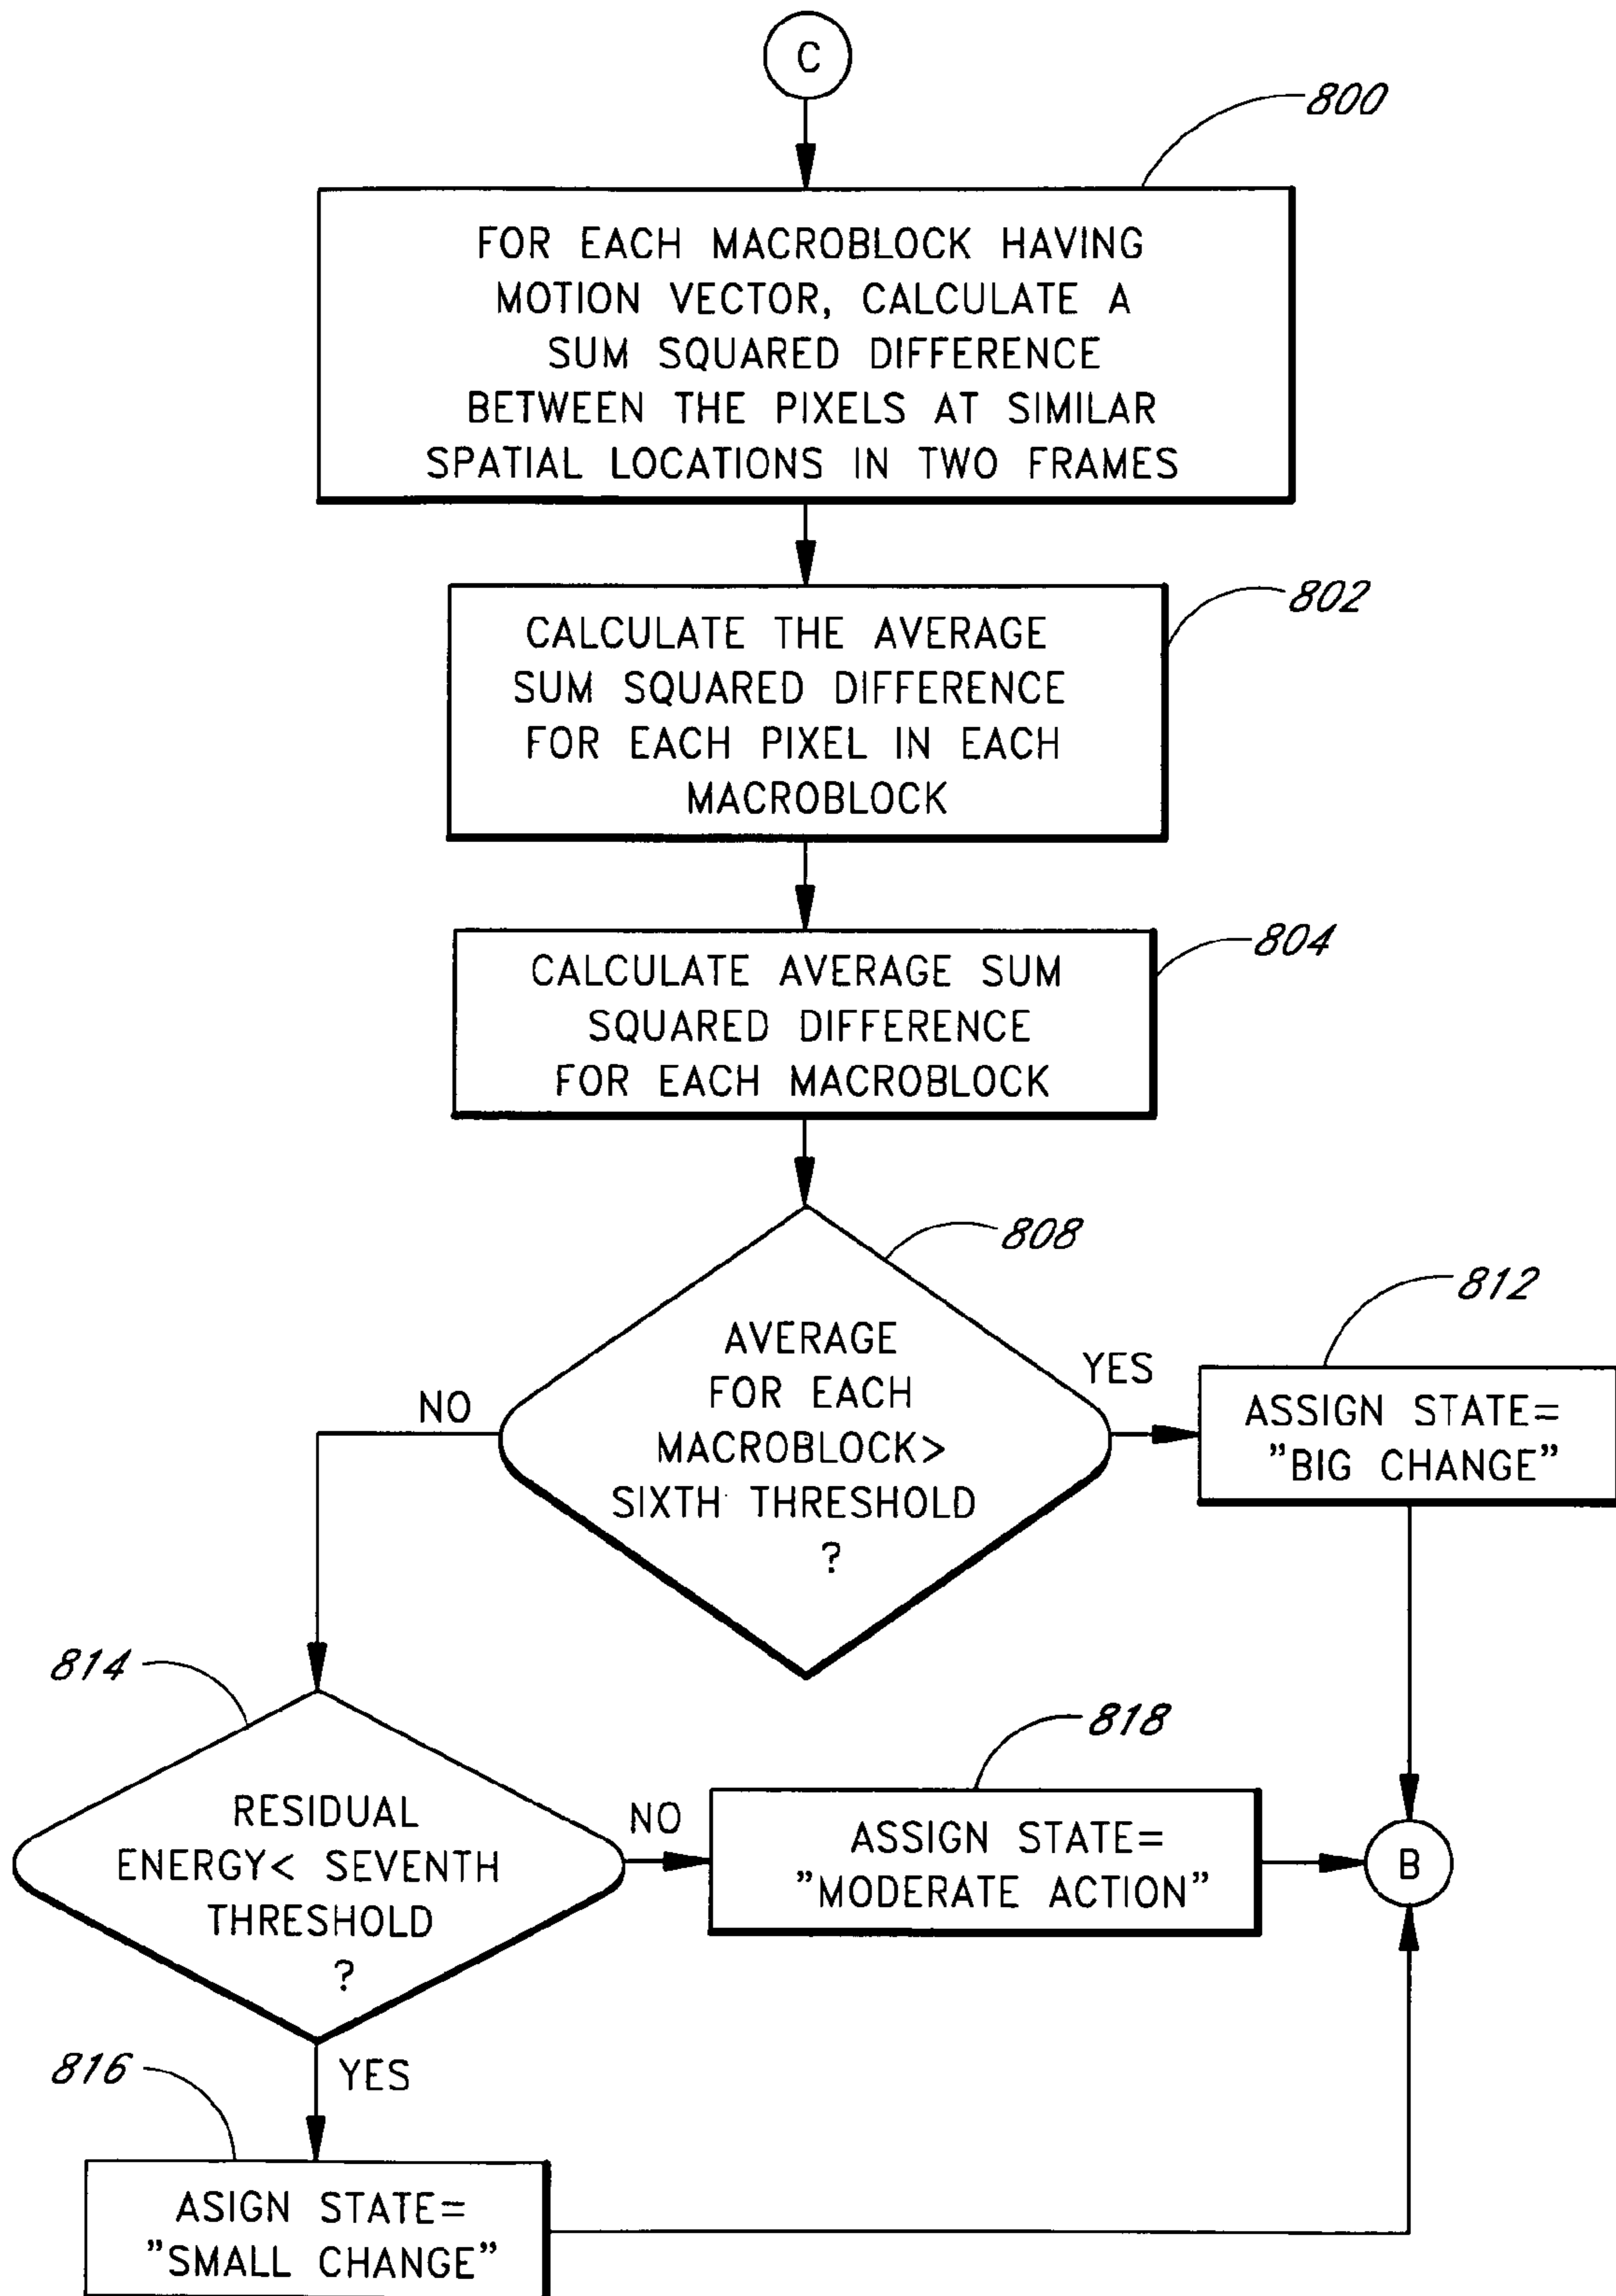 C
800
FOR EACH MACROBLOCK HAVING
MOTION VECTOR, CALCULATE A
SUM SQUARED DIFFERENCE
BETWEEN THE PIXELS AT SIMILAR
SPATIAL LOCATIONS IN TWO FRAMES
802
CALCULATE THE AVERAGE
SUM SQUARED DIFFERENCE
FOR EACH PIXEL IN EACH
MACROBLOCK
804
CALCULATE AVERAGE SUM
SQUARED DIFFERENCE
FOR EACH MACROBLOCK
808
AVERAGE
FOR EACH
MACROBLOCK>
SIXTH THRESHOLD
?
YES
NO
812
ASSIGN STATE=
"BIG CHANGE"
814
RESIDUAL
ENERGY< SEVENTH
THRESHOLD
?
NO
818
ASSIGN STATE=
"MODERATE ACTION"
B
YES
816
ASIGN STATE=
"SMALL CHANGE"